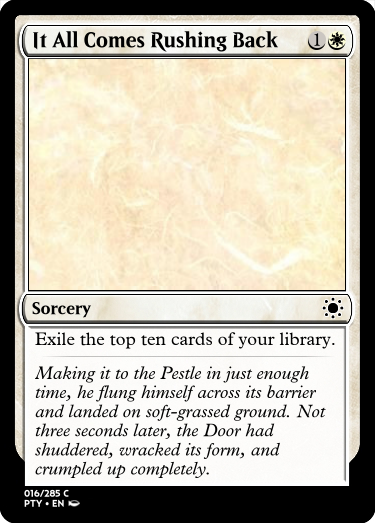 It All Comes Rushing Back 1
Sorcery
Exile the top ten cards of your library.
Making it to the Pestle in just enough
time, he flung himself across its barrier
and landed on soft-grassed ground. Not
three seconds later, the Door had
shuddered, wracked its form, and
crumpled up completely.
016/285 C
PTY • EN